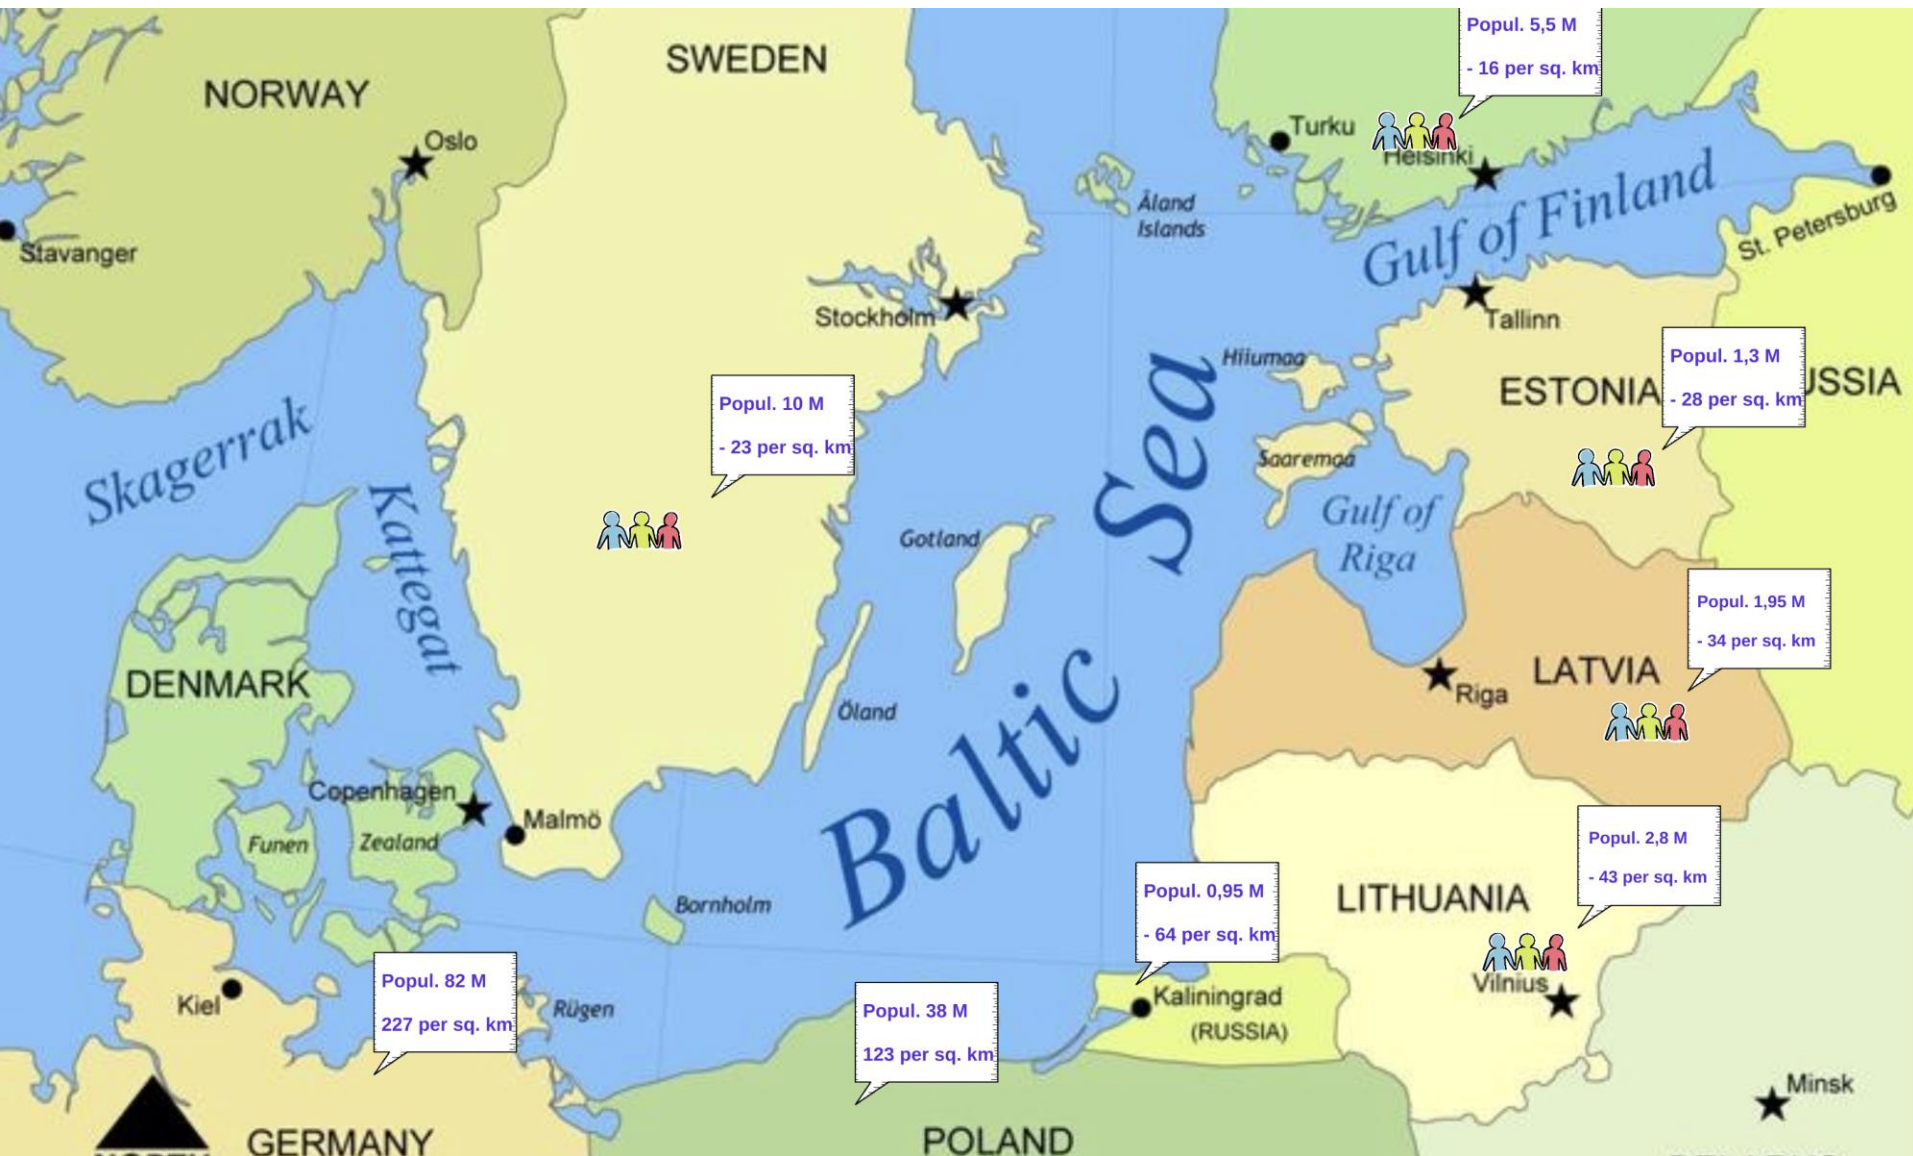 Popul. 5,5 M
- 16 per sq. km
SWEDEN
NORWAY
Oslo
Turku
Helsinki
Åland
Islands
Gulf of Finland
St. Petersburg
Stavanger
Stockholm
Tallinn
Hiiumaa
Popul. 1,3 M
- 28 per sq. km
ESTONIA
USSIA
Popul. 10 M
- 23 per sq. km
Skagerrak
Kattegat
Saaremaa
Gulf of
Riga
Gotland
Baltic Sea
Popul. 1,95 M
- 34 per sq. km
LATVIA
Riga
DENMARK
Öland
Copenhagen
Malmö
Funen
Zealand
Popul. 2,8 M
- 43 per sq. km
LITHUANIA
Vilnius
Bornholm
Popul. 0,95 M
- 64 per sq. km
Kaliningrad
(RUSSIA)
Kiel
Popul. 82 M
227 per sq. km
Rügen
Popul. 38 M
123 per sq. km
Minsk
GERMANY
POLAND